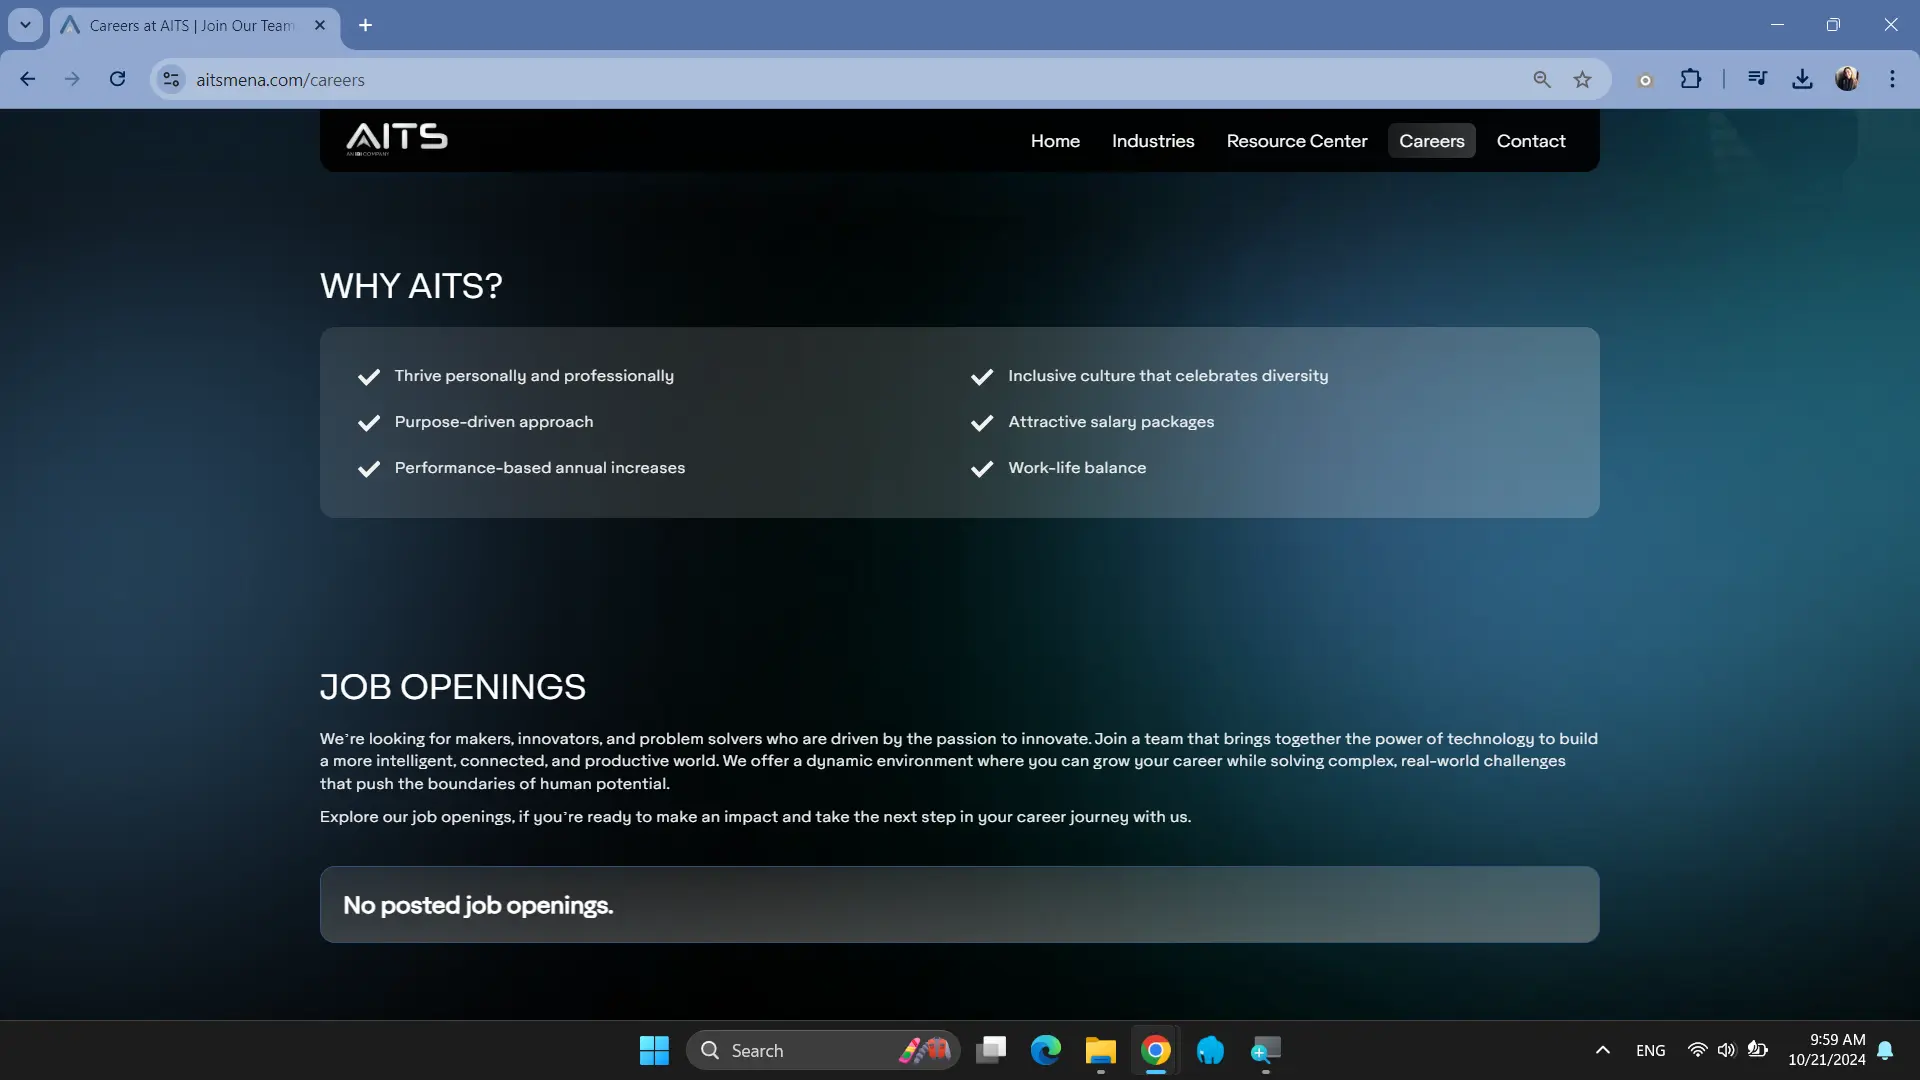 Careers at AITS | Join Our Team
aitsmena.com/careers
AITS
AN IBI COMPANY
Home
Industries
Resource Center
Careers
Contact
WHY AITS?
Thrive personally and professionally
Inclusive culture that celebrates diversity
Purpose-driven approach
Attractive salary packages
Performance-based annual increases
Work-life balance
JOB OPENINGS
We're looking for makers, innovators, and problem solvers who are driven by the passion to innovate. Join a team that brings together the power of technology to build
a more intelligent, connected, and productive world. We offer a dynamic environment where you can grow your career while solving complex, real-world challenges
that push the boundaries of human potential.
Explore our job openings, if you're ready to make an impact and take the next step in your career journey with us.
No posted job openings.
Search
ENG
9:59 AM
10/21/2024